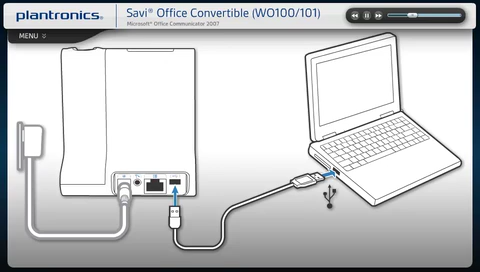 plantronics®
Savi® Office Convertible (WO100/101)
Microsoft® Office Communicator 2007
MENU